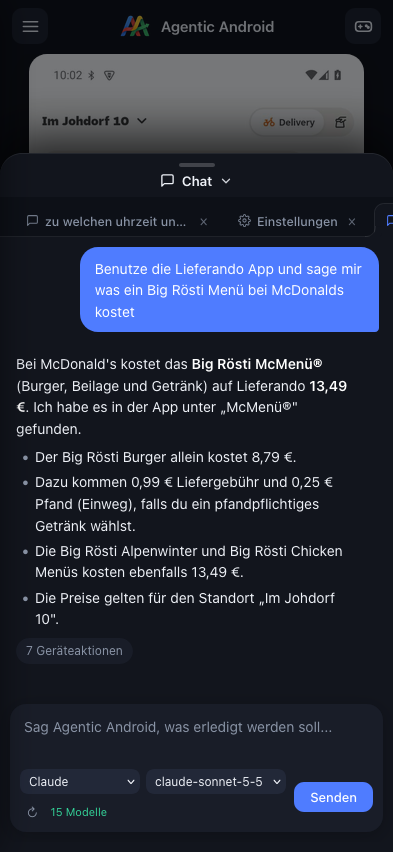 Agentic Android
10:02
Im Johdorf 10
Delivery
Chat
zu welchen uhrzeit un...
Einstellungen
Benutze die Lieferando App und sage mir
was ein Big Rösti Menü bei McDonalds
kostet
Bei McDonald's kostet das Big Rösti McMenü®
(Burger, Beilage und Getränk) auf Lieferando 13,49
€. Ich habe es in der App unter „McMenü®"
gefunden.
• Der Big Rösti Burger allein kostet 8,79 €.
• Dazu kommen 0,99 € Liefergebühr und 0,25 €
Pfand (Einweg), falls du ein pfandpflichtiges
Getränk wählst.
• Die Big Rösti Alpenwinter und Big Rösti Chicken
Menüs kosten ebenfalls 13,49 €.
• Die Preise gelten für den Standort „Im Johdorf
10".
7 Geräteaktionen
Sag Agentic Android, was erledigt werden soll...
Claude
claude-sonnet-5-5
Senden
15 Modelle